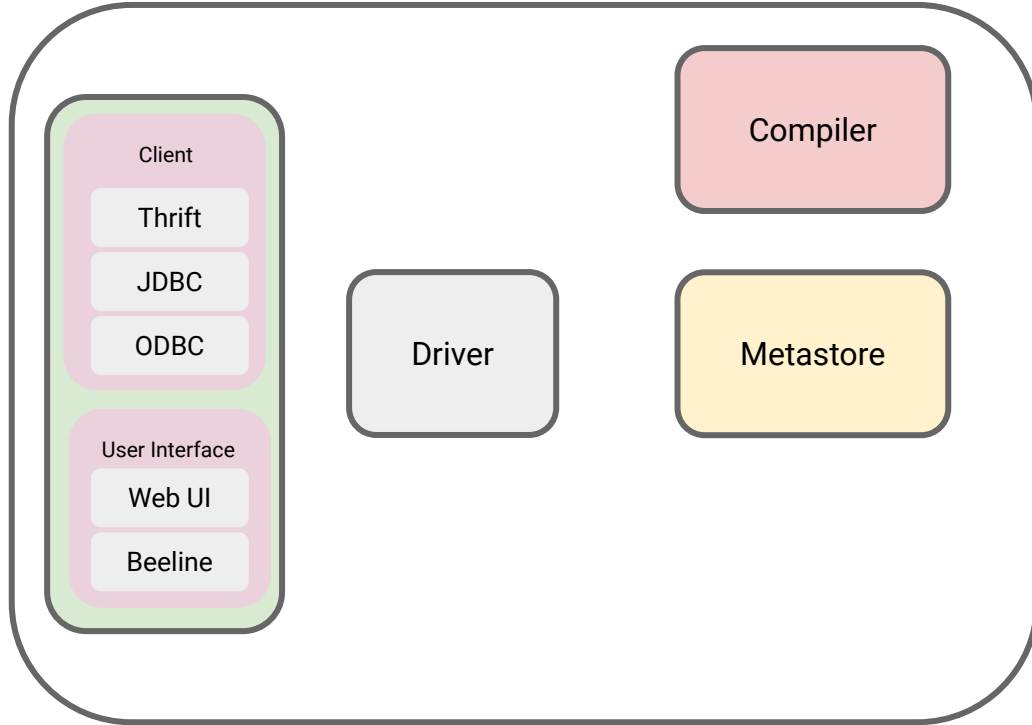 Client
Thrift
JDBC
ODBC
User Interface
Web UI
Beeline
Driver
Compiler
Metastore